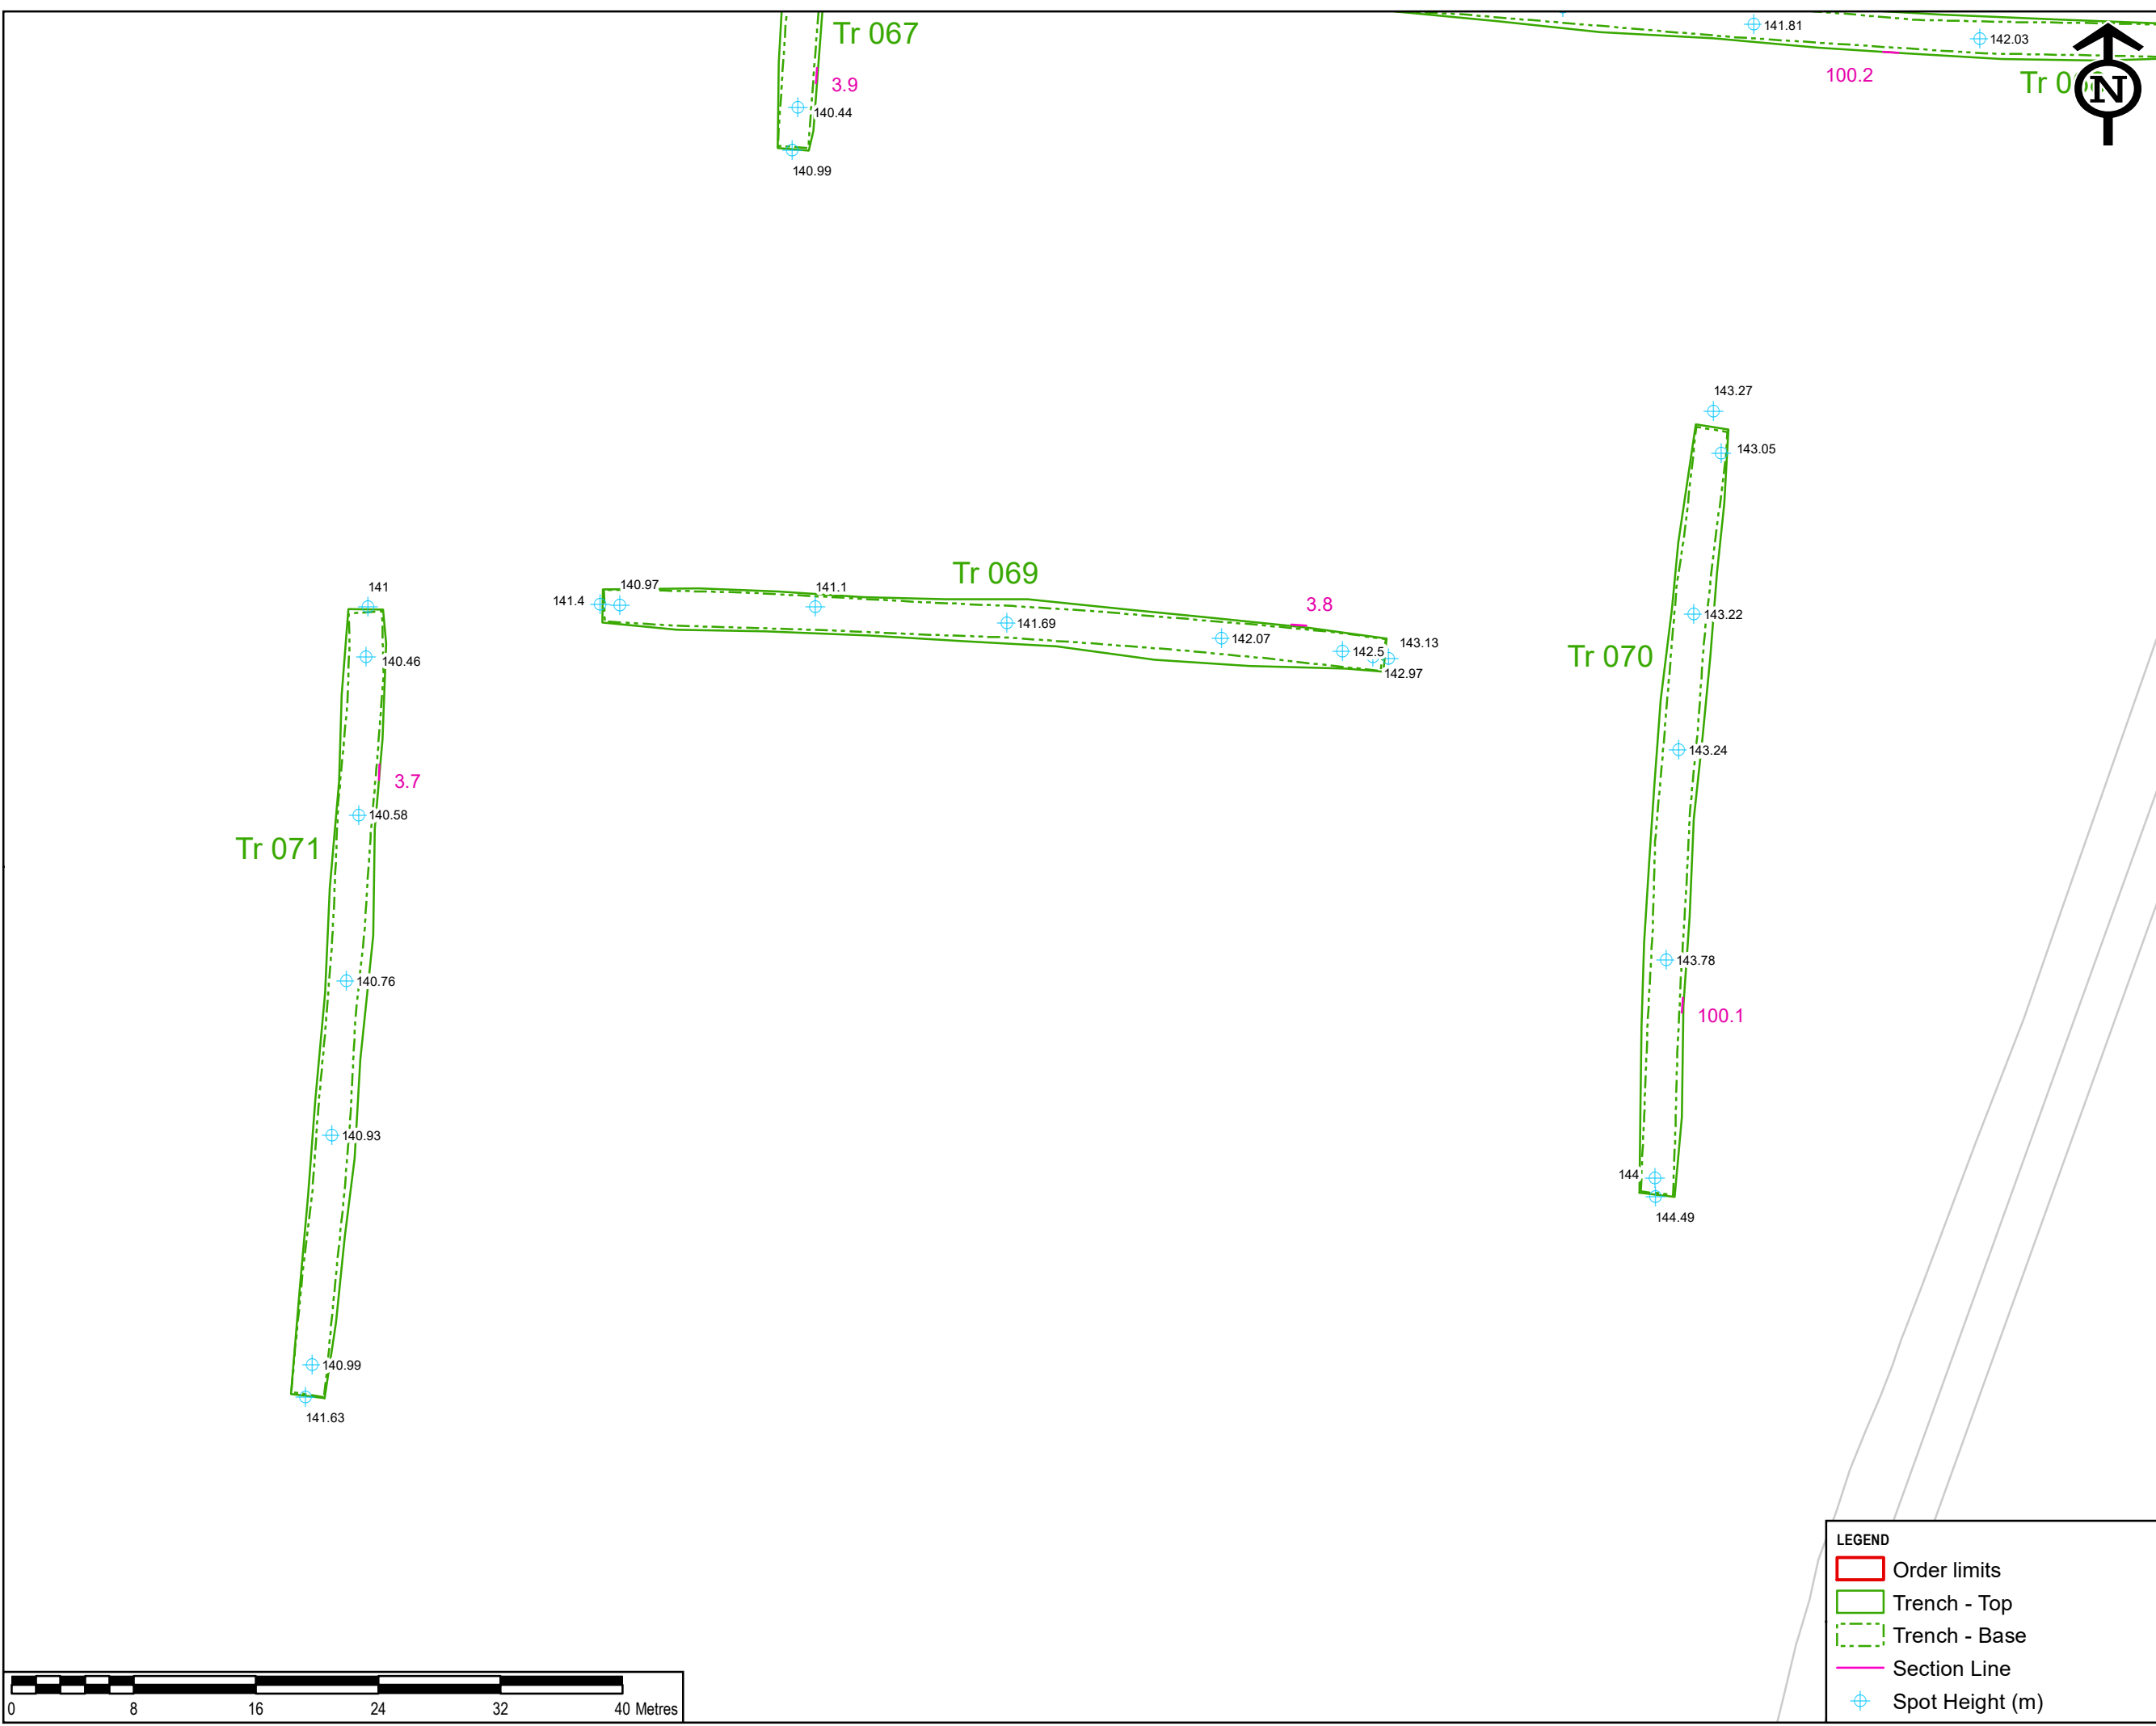 Tr 067
141.81
142.03
3.9
100.2
N
140.44
140.99
143.27
143.05
Tr 069
141
140.97
141.1
141.4
3.8
143.22
141.69
142.07
143.13
142.5
142.97
Tr 070
140.46
143.24
3.7
140.58
Tr 071
143.78
140.76
100.1
140.93
144
144.49
140.99
141.63
LEGEND
Order limits
Trench - Top
Trench - Base
Section Line
Spot Height (m)
0 8 16 24 32 40 Metres